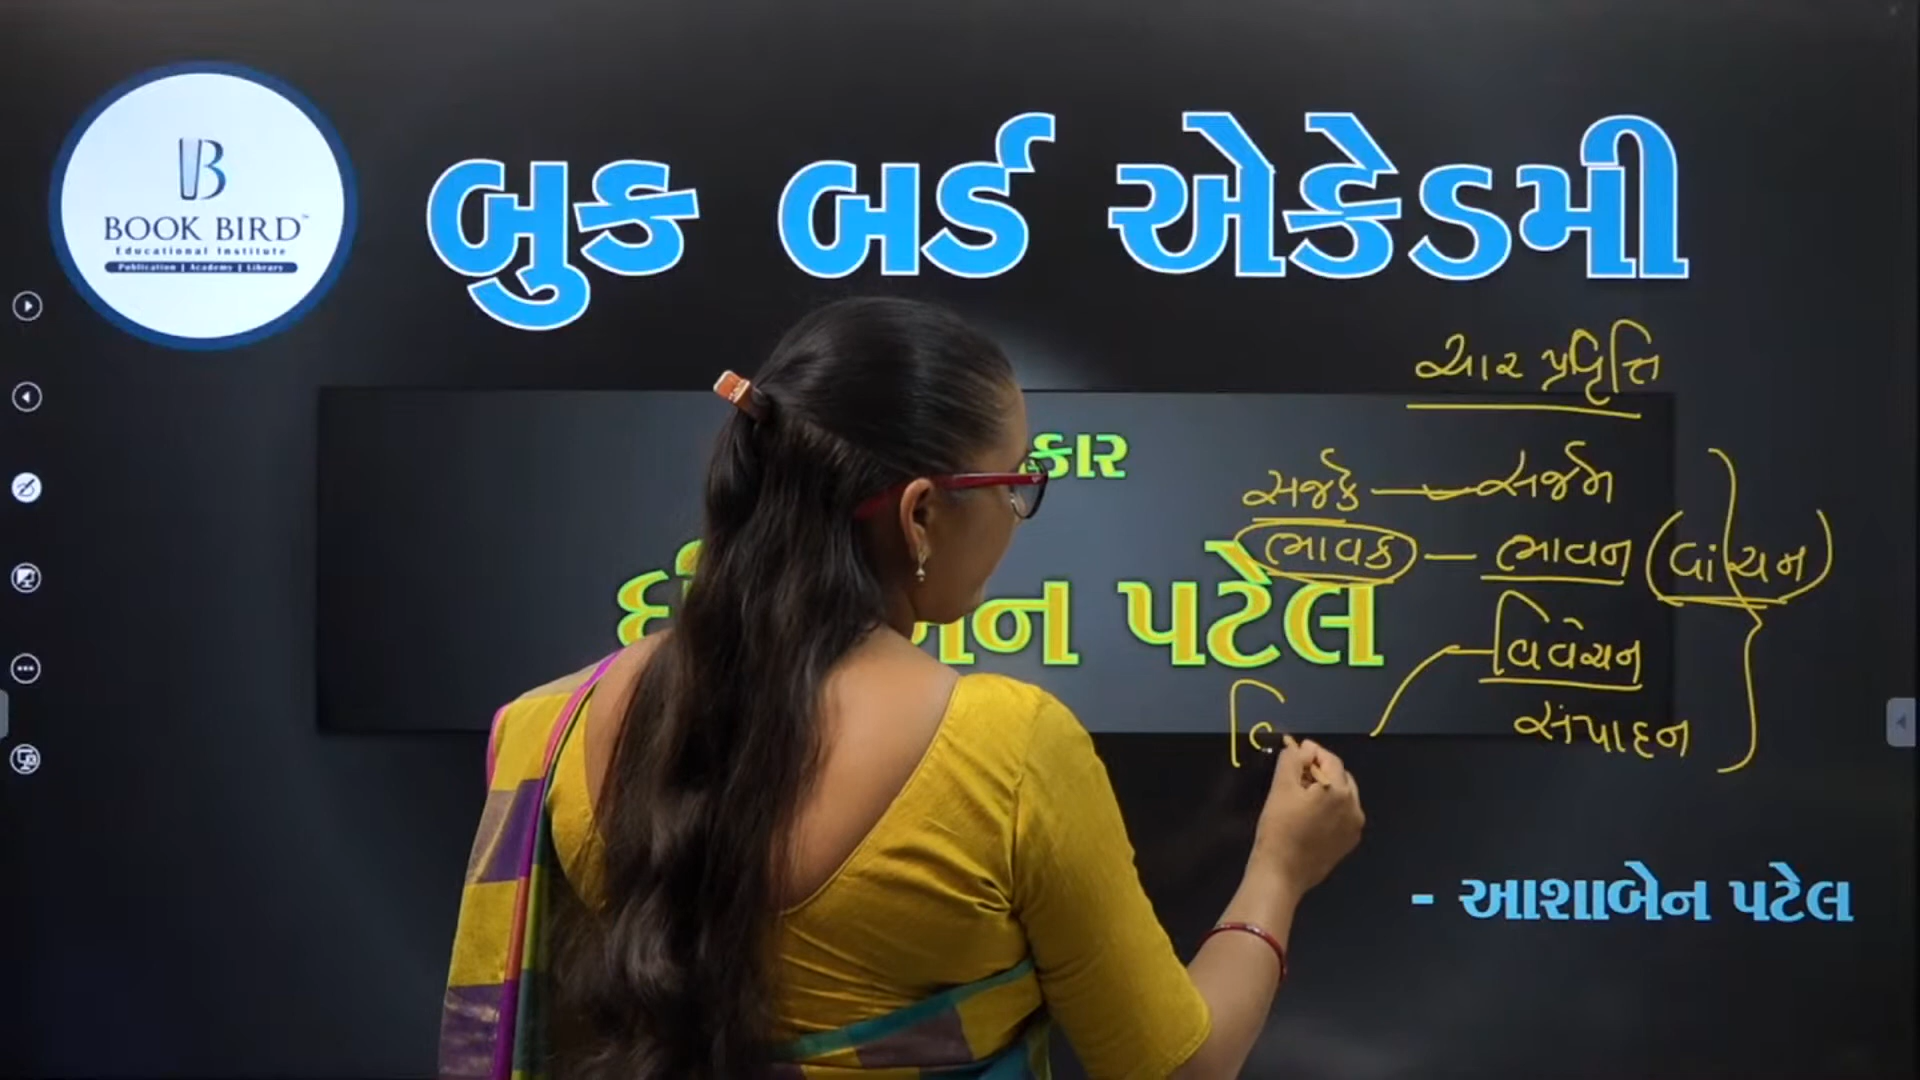 BOOK BIRD™
Educational Institute
Publication | Academy | Library
બુક બર્ડ એકેડમી
ચાર પ્રવૃત્તિ
સર્જક — સર્જન
ભાવક — ભાવન (વાંચન)
વિવેચન
સંપાદન
પટેલ
- આશાબેન પટેલ